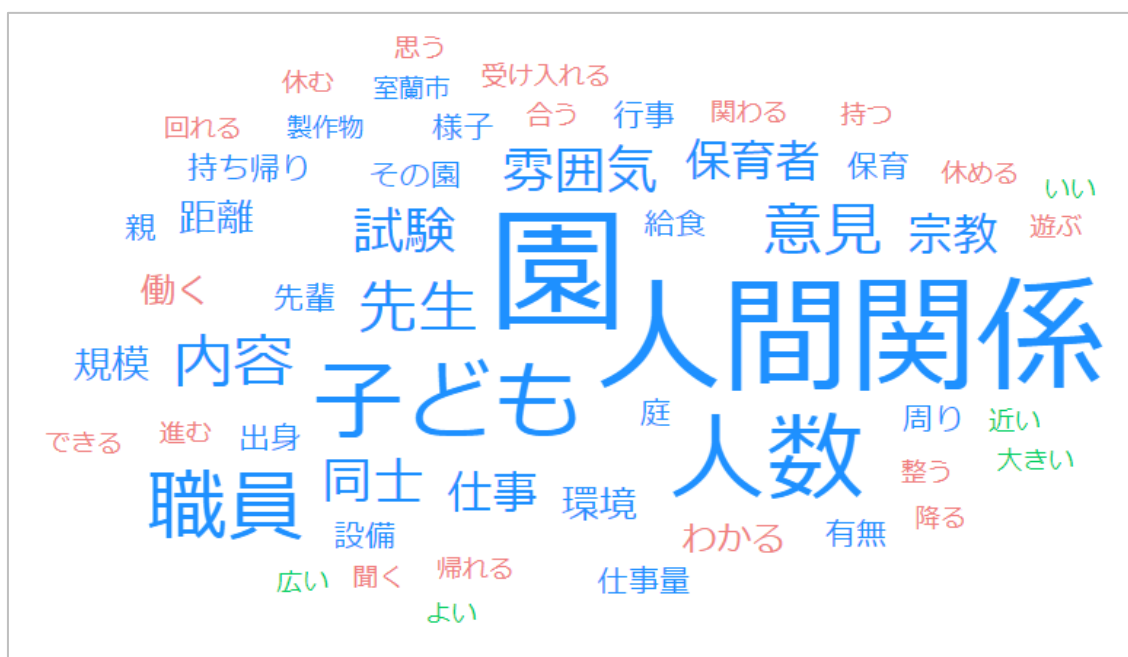 思う
休む
室蘭市
受け入れる
回れる
製作物
様子
合う
行事
関わる
持つ
持ち帰り
その園
雰囲気
保育者
保育
休める
いい
親
距離
試験
園
給食
意見
宗教
遊ぶ
働く
先輩
先生
人間関係
規模
内容
子ども
庭
周り
近い
できる
進む
出身
人数
大きい
職員
同士
仕事
環境
整う
設備
わかる
有無
降る
広い
聞く
帰れる
仕事量
よい